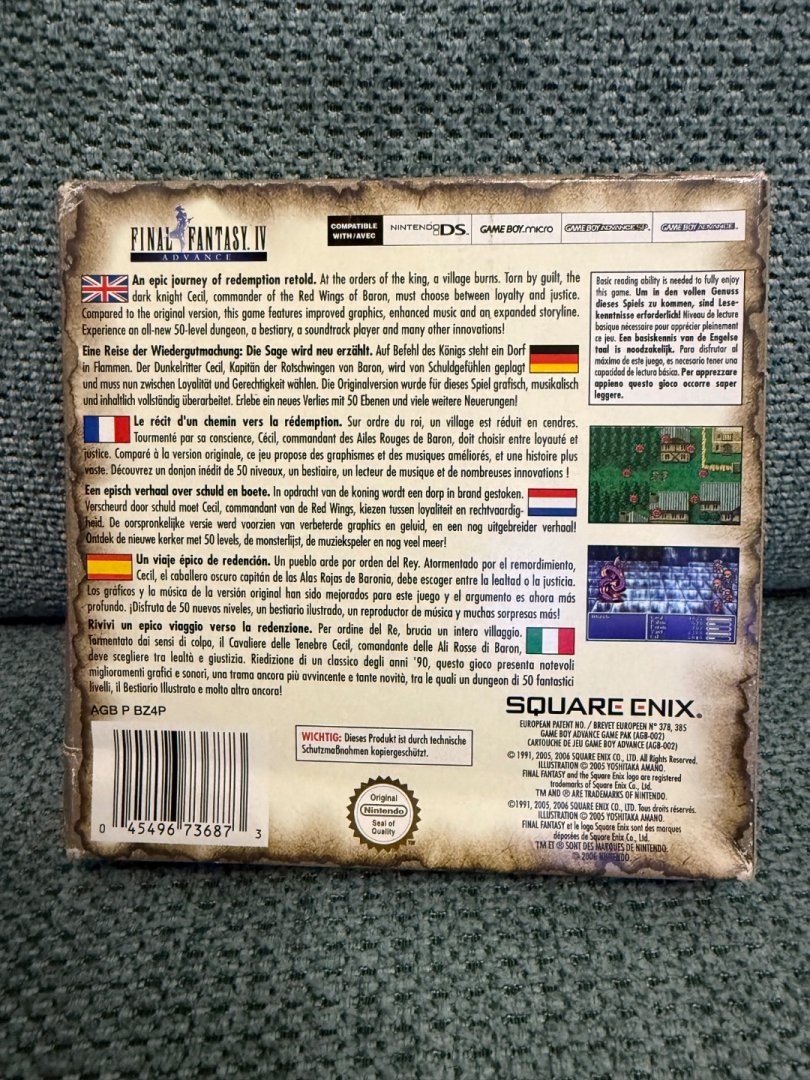 FINAL FANTASY. IV
ADVANCE
COMPATIBLE
WITH/AVEC
NINTENDO DS.
GAME BOY micro
GAME BOY ADVANCE SP.
GAME BOY ADVANCE.
An epic journey of redemption retold. At the orders of the king, a village burns. Torn by guilt, the
dark knight Cecil, commander of the Red Wings of Baron, must choose between loyalty and justice.
Compared to the original version, this game features improved graphics, enhanced music and an expanded storyline.
Experience an all-new 50-level dungeon, a bestiary, a soundtrack player and many other innovations!
Eine Reise der Wiedergutmachung: Die Sage wird neu erzählt. Auf Befehl des Königs steht ein Dorf
in Flammen. Der Dunkelritter Cecil, Kapitän der Rotschwingen von Baron, wird von Schuldgefühlen geplagt
und muss nun zwischen Loyalität und Gerechtigkeit wählen. Die Originalversion wurde für dieses Spiel grafisch, musikalisch
und inhaltlich vollständig überarbeitet. Erlebe ein neues Verlies mit 50 Ebenen und viele weitere Neuerungen!
Le récit d'un chemin vers la rédemption. Sur ordre du roi, un village est réduit en cendres.
Tourmenté par sa conscience, Cécil, commandant des Ailes Rouges de Baron, doit choisir entre loyauté et
justice. Comparé à la version originale, ce jeu propose des graphismes et des musiques améliorés, et une histoire plus
vaste. Découvrez un donjon inédit de 50 niveaux, un bestiaire, un lecteur de musique et de nombreuses innovations !
Een episch verhaal over schuld en boete. In opdracht van de koning wordt een dorp in brand gestoken.
Verscheurd door schuld moet Cecil, commandant van de Red Wings, kiezen tussen loyaliteit en rechtvaardig-
heid. De oorspronkelijke versie werd voorzien van verbeterde graphics en geluid, en een nog uitgebreider verhaal!
Ontdek de nieuwe kerker met 50 levels, de monsterlijst, de muziekspeler en nog veel meer!
Un viaje épico de redención. Un pueblo arde por orden del Rey. Atormentado por el remordimiento,
Cecil, el caballero oscuro capitán de las Alas Rojas de Baronia, debe escoger entre la lealtad o la justicia.
Los gráficos y la música de la versión original han sido mejorados para este juego y el argumento es ahora más
profundo. ¡Disfruta de 50 nuevos niveles, un bestiario ilustrado, un reproductor de música y muchas sorpresas más!
Rivivi un epico viaggio verso la redenzione. Per ordine del Re, brucia un intero villaggio.
Tormentato dai sensi di colpa, il Cavaliere delle Tenebre Cecil, comandante delle Ali Rosse di Baron,
deve scegliere tra lealtà e giustizia. Riedizione di un classico degli anni '90, questo gioco presenta notevoli
miglioramenti grafici e sonori, una trama ancora più avvincente e tante novità, tra le quali un dungeon di 50 fantastici
livelli, il Bestiario Illustrato e molto altro ancora!
Basic reading ability is needed to fully enjoy
this game. Um in den vollen Genuss
dieses Spiels zu kommen, sind Lese-
kenntnisse erforderlich! Niveau de lecture
basique nécessaire pour apprécier pleinement
ce jeu. Een basiskennis van de Engelse
taal is noodzakelijk. Para disfrutar al
máximo de este juego, es necesario tener una
capacidad de lectura básica. Per apprezzare
appieno questo gioco occorre saper
leggere.
AGB P BZ4P
0 45496 73687 3
WICHTIG: Dieses Produkt ist durch technische
Schutzmaßnahmen kopiergeschützt.
Original
Nintendo
Seal of
Quality
TM
SQUARE ENIX.
EUROPEAN PATENT NO. / BREVET EUROPEEN N° 378, 385
GAME BOY ADVANCE GAME PAK (AGB-002)
CARTOUCHE DE JEU GAME BOY ADVANCE (AGB-002)
© 1991, 2005, 2006 SQUARE ENIX CO., LTD. All Rights Reserved.
ILLUSTRATION © 2005 YOSHITAKA AMANO.
FINAL FANTASY and the Square Enix logo are registered
trademarks of Square Enix Co., Ltd.
TM AND ® ARE TRADEMARKS OF NINTENDO.
©1991, 2005, 2006 SQUARE ENIX CO., LTD. Tous droits réservés.
ILLUSTRATION © 2005 YOSHITAKA AMANO.
FINAL FANTASY et le logo Square Enix sont des marques
déposées de Square Enix Co., Ltd.
TM ET ® SONT DES MARQUES DE NINTENDO.
© 2006 NINTENDO.